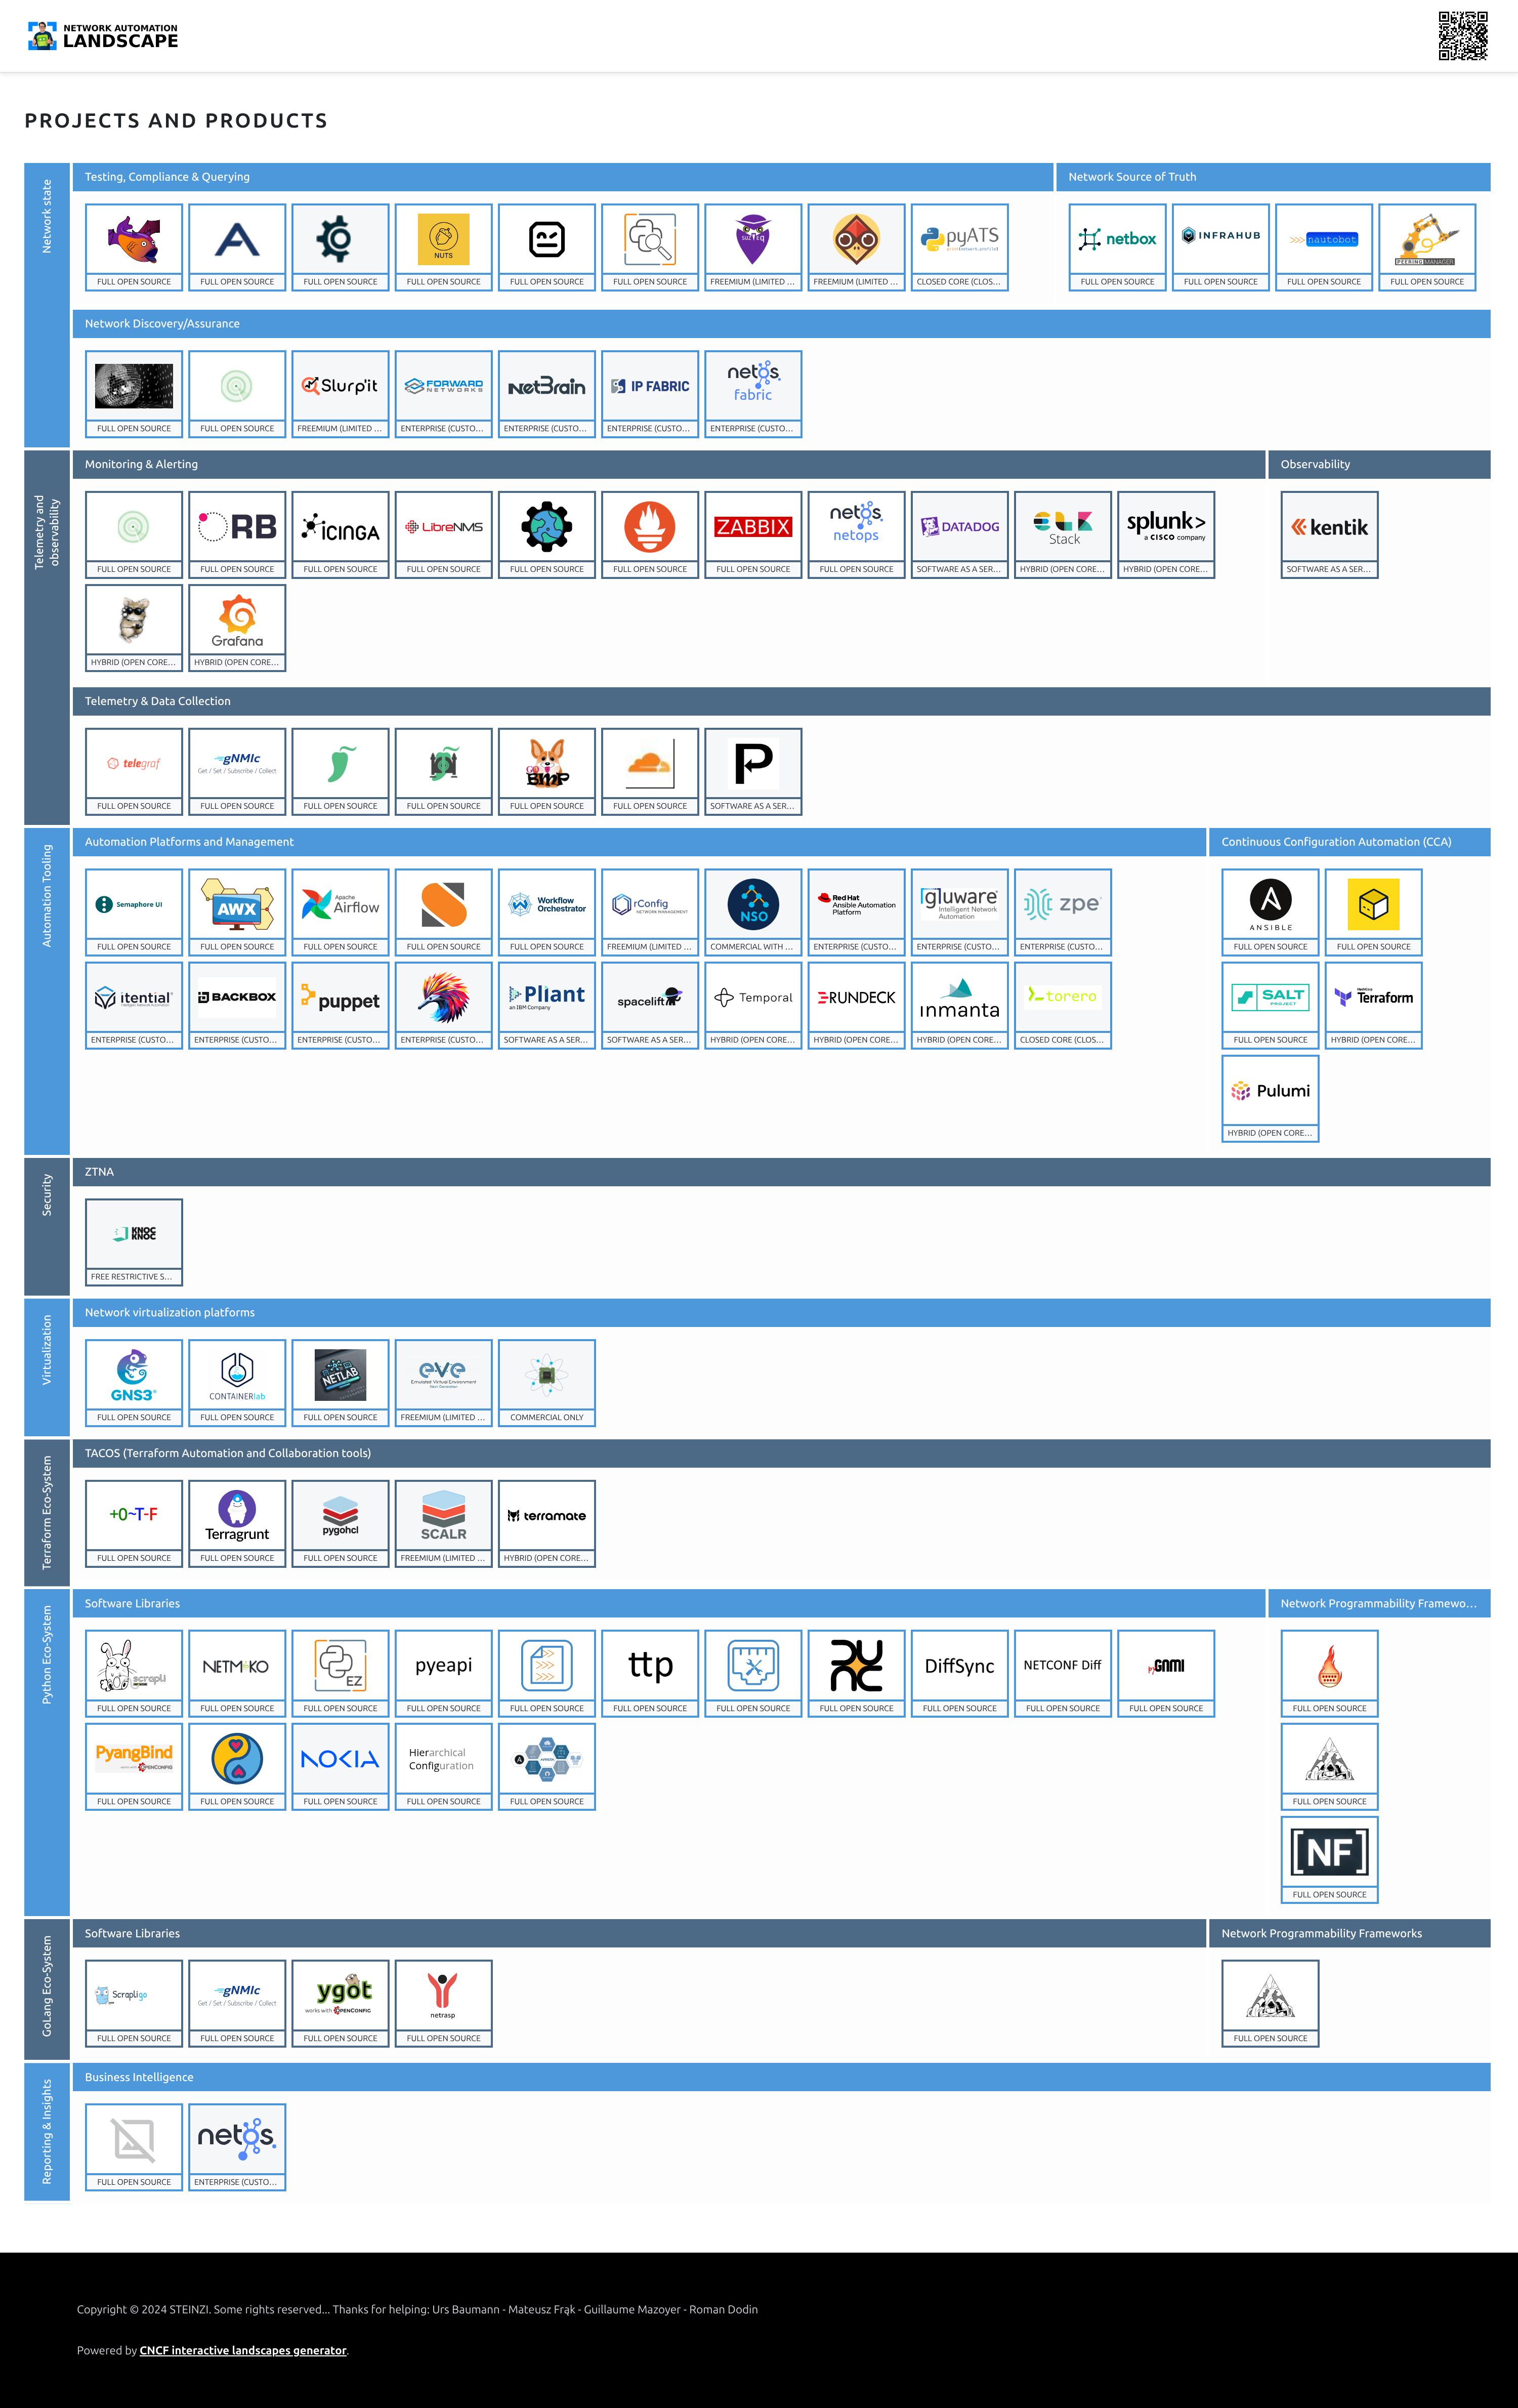 NETWORK AUTOMATION
LANDSCAPE
PROJECTS AND PRODUCTS
Network state
Testing, Compliance & Querying
NUTS
SUZIEQ
pyATS
FULL OPEN SOURCE
FULL OPEN SOURCE
FULL OPEN SOURCE
FULL OPEN SOURCE
FULL OPEN SOURCE
FULL OPEN SOURCE
FREEMIUM (LIMITED ...
FREEMIUM (LIMITED ...
CLOSED CORE (CLOS...
Network Source of Truth
netbox
INFRAHUB
>>> nautobot
PEERING MANAGER
FULL OPEN SOURCE
FULL OPEN SOURCE
FULL OPEN SOURCE
FULL OPEN SOURCE
Network Discovery/Assurance
Slurp'it
FORWARD
NETWORKS
NetBrain
IP FABRIC
netos
fabric
FULL OPEN SOURCE
FULL OPEN SOURCE
FREEMIUM (LIMITED ...
ENTERPRISE (CUSTO...
ENTERPRISE (CUSTO...
ENTERPRISE (CUSTO...
ENTERPRISE (CUSTO...
Telemetry and
observability
Monitoring & Alerting
ORB
ICINGA
LibreNMS
ZABBIX
netos
netops
DATADOG
Stack
splunk>
a CISCO company
FULL OPEN SOURCE
FULL OPEN SOURCE
FULL OPEN SOURCE
FULL OPEN SOURCE
FULL OPEN SOURCE
FULL OPEN SOURCE
FULL OPEN SOURCE
FULL OPEN SOURCE
SOFTWARE AS A SER...
HYBRID (OPEN CORE...
HYBRID (OPEN CORE...
Grafana
HYBRID (OPEN CORE...
HYBRID (OPEN CORE...
Observability
kentik
SOFTWARE AS A SER...
Telemetry & Data Collection
telegraf
gNMIc
Get / Set / Subscribe / Collect
GO
BMP
P
FULL OPEN SOURCE
FULL OPEN SOURCE
FULL OPEN SOURCE
FULL OPEN SOURCE
FULL OPEN SOURCE
FULL OPEN SOURCE
SOFTWARE AS A SER...
Automation Tooling
Automation Platforms and Management
Semaphore UI
AWX
Apache
Airflow
Workflow
Orchestrator
rConfig
NETWORK MANAGEMENT
NSO
Red Hat
Ansible Automation
Platform
gluware
Intelligent Network
Automation
zpe
FULL OPEN SOURCE
FULL OPEN SOURCE
FULL OPEN SOURCE
FULL OPEN SOURCE
FULL OPEN SOURCE
FREEMIUM (LIMITED ...
COMMERCIAL WITH ...
ENTERPRISE (CUSTO...
ENTERPRISE (CUSTO...
ENTERPRISE (CUSTO...
itential
BACKBOX
puppet
Pliant
an IBM Company
spacelift
Temporal
RUNDECK
inmanta
torero
ENTERPRISE (CUSTO...
ENTERPRISE (CUSTO...
ENTERPRISE (CUSTO...
ENTERPRISE (CUSTO...
SOFTWARE AS A SER...
SOFTWARE AS A SER...
HYBRID (OPEN CORE...
HYBRID (OPEN CORE...
HYBRID (OPEN CORE...
CLOSED CORE (CLOS...
Continuous Configuration Automation (CCA)
ANSIBLE
FULL OPEN SOURCE
FULL OPEN SOURCE
SALT
PROJECT
HashiCorp
Terraform
FULL OPEN SOURCE
HYBRID (OPEN CORE...
Pulumi
HYBRID (OPEN CORE...
Security
ZTNA
KNOC
KNOC
FREE RESTRICTIVE S...
Virtualization
Network virtualization platforms
GNS3
CONTAINERlab
NETLAB
eve
Emulated Virtual Environment
Next Generation
FULL OPEN SOURCE
FULL OPEN SOURCE
FULL OPEN SOURCE
FREEMIUM (LIMITED ...
COMMERCIAL ONLY
Terraform Eco-System
TACOS (Terraform Automation and Collaboration tools)
+0~T-F
Terragrunt
pygohcl
SCALR
terramate
FULL OPEN SOURCE
FULL OPEN SOURCE
FULL OPEN SOURCE
FREEMIUM (LIMITED ...
HYBRID (OPEN CORE...
Python Eco-System
Software Libraries
scrapli
NETMIKO
EZ
pyeapi
ttp
DiffSync
NETCONF Diff
pyGNMI
FULL OPEN SOURCE
FULL OPEN SOURCE
FULL OPEN SOURCE
FULL OPEN SOURCE
FULL OPEN SOURCE
FULL OPEN SOURCE
FULL OPEN SOURCE
FULL OPEN SOURCE
FULL OPEN SOURCE
FULL OPEN SOURCE
FULL OPEN SOURCE
PyangBind
works with OPENCONFIG
NOKIA
Hierarchical
Configuration
FULL OPEN SOURCE
FULL OPEN SOURCE
FULL OPEN SOURCE
FULL OPEN SOURCE
FULL OPEN SOURCE
Network Programmability Framewo...
FULL OPEN SOURCE
FULL OPEN SOURCE
[NF]
FULL OPEN SOURCE
GoLang Eco-System
Software Libraries
Scrapligo
gNMIc
Get / Set / Subscribe / Collect
ygot
works with OPENCONFIG
netrasp
FULL OPEN SOURCE
FULL OPEN SOURCE
FULL OPEN SOURCE
FULL OPEN SOURCE
Network Programmability Frameworks
FULL OPEN SOURCE
Reporting & Insights
Business Intelligence
netos
FULL OPEN SOURCE
ENTERPRISE (CUSTO...
Copyright © 2024 STEINZI. Some rights reserved... Thanks for helping: Urs Baumann - Mateusz Frąk - Guillaume Mazoyer - Roman Dodin
Powered by CNCF interactive landscapes generator.